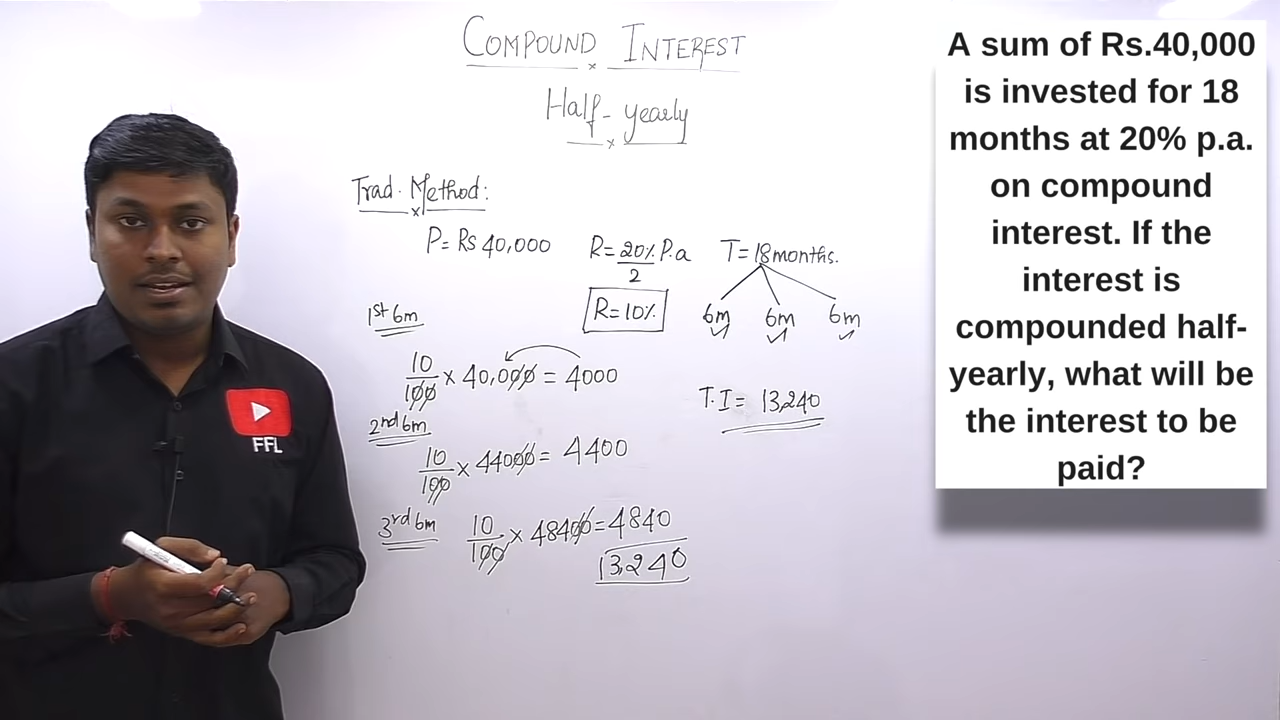 COMPOUND INTEREST
Half-yearly
Trad. Method:
P=Rs 40,000 R=20%/2 P.a T=18months.
R=10%
6m 6m 6m
1st 6m
10/100 × 40,000 = 4000
T.I= 13,240
2nd 6m
10/100 × 44000 = 4400
3rd 6m
10/100 × 48400=4840
13,240
FFL
A sum of Rs.40,000
is invested for 18
months at 20% p.a.
on compound
interest. If the
interest is
compounded half-
yearly, what will be
the interest to be
paid?